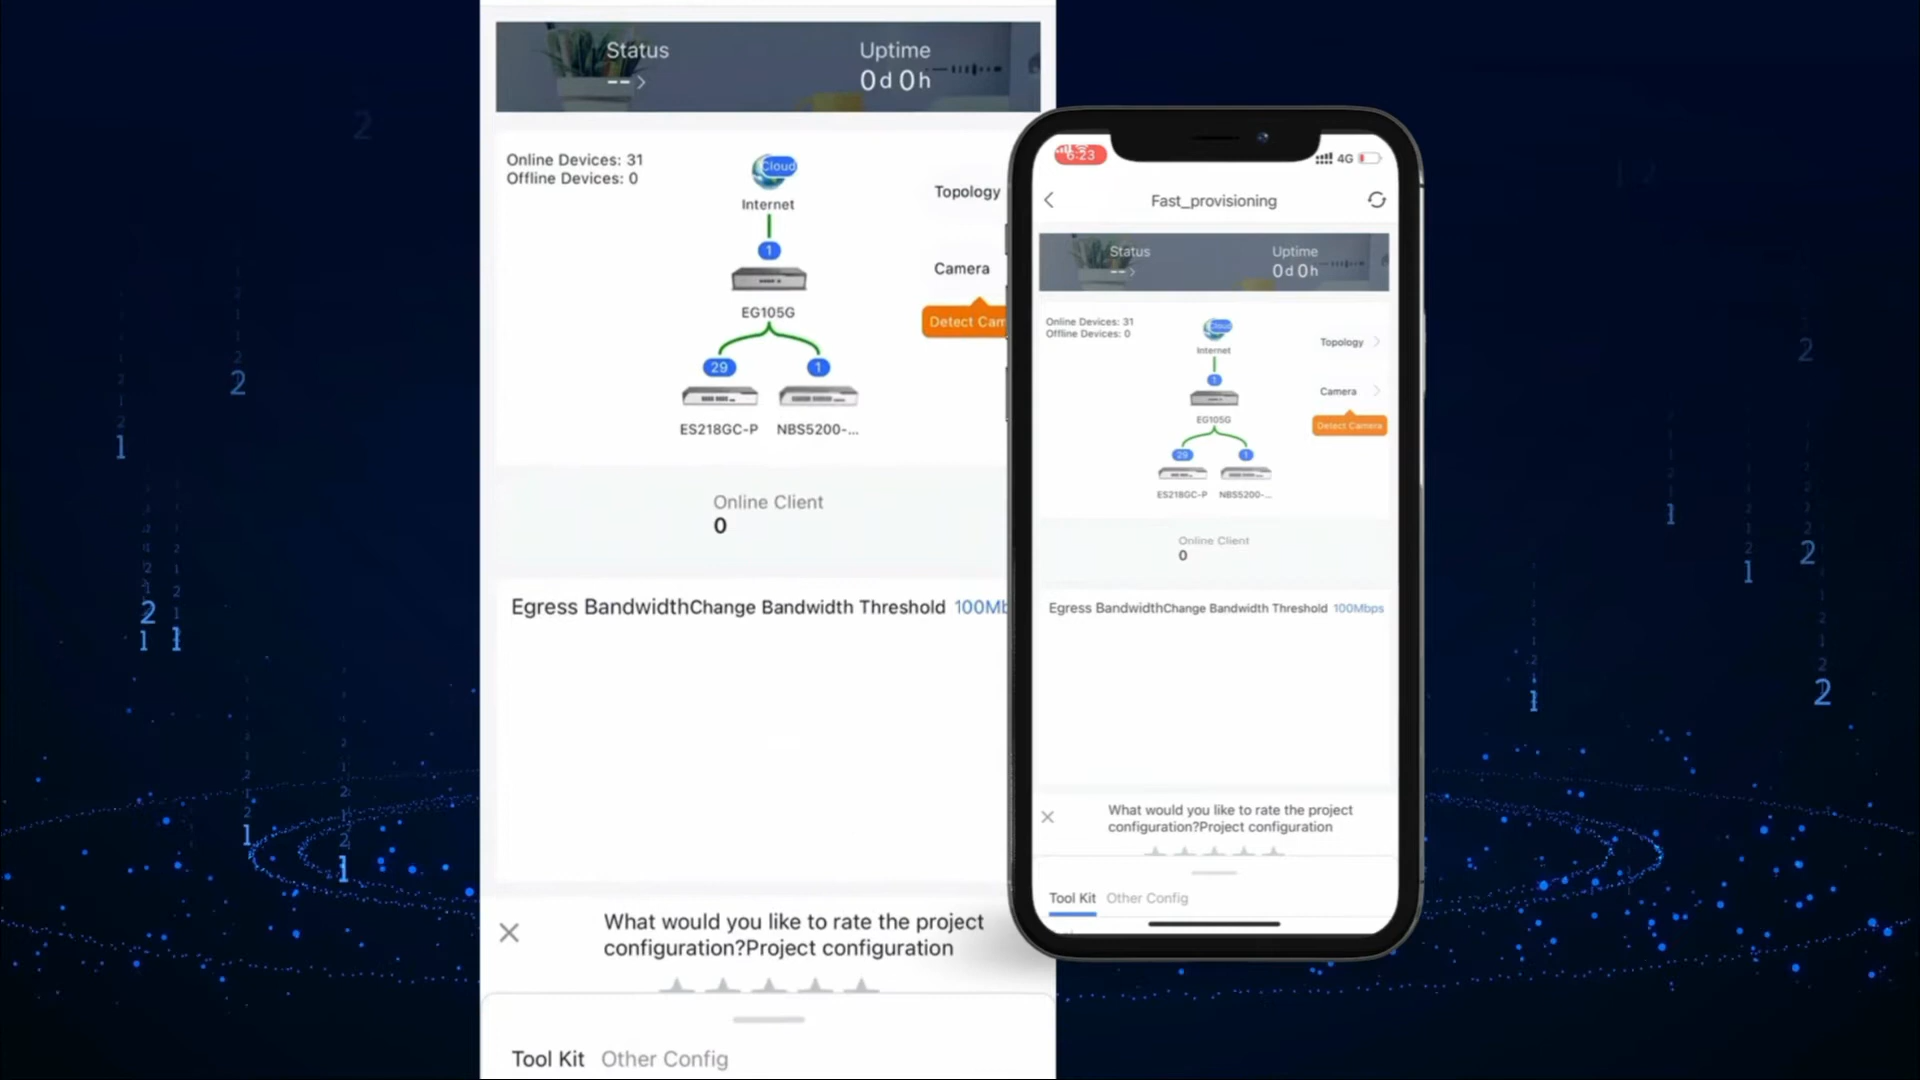 Status
Uptime
-- >
0d 0h
Online Devices: 31
Offline Devices: 0
Cloud
Internet
1
EG105G
29
1
ES218GC-P
NBS5200-...
Topology
Camera
Detect Cam
Online Client
0
Egress BandwidthChange Bandwidth Threshold 100Mb
What would you like to rate the project
configuration?Project configuration
Tool Kit Other Config
6:23
4G
Fast_provisioning
Status
Uptime
-- >
0d 0h
Online Devices: 31
Offline Devices: 0
Cloud
Internet
1
EG105G
29
1
ES218GC-P
NBS5200-...
Topology
Camera
Detect Camera
Online Client
0
Egress BandwidthChange Bandwidth Threshold 100Mbps
What would you like to rate the project
configuration?Project configuration
Tool Kit Other Config